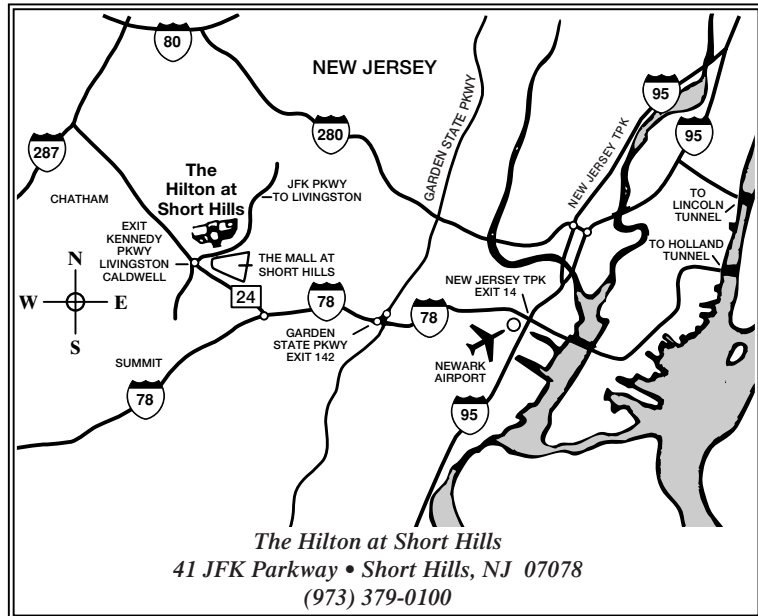 80
NEW JERSEY
GARDEN STATE PKWY
95
95
287
280
NEW JERSEY TPK
The
Hilton at
Short Hills
JFK PKWY
TO LIVINGSTON
CHATHAM
TO
LINCOLN
TUNNEL
EXIT
KENNEDY
PKWY
LIVINGSTON
CALDWELL
THE MALL AT
SHORT HILLS
TO HOLLAND
TUNNEL
N
W
E
S
24
78
NEW JERSEY TPK
EXIT 14
78
GARDEN
STATE PKWY
EXIT 142
NEWARK
AIRPORT
SUMMIT
78
95
The Hilton at Short Hills
41 JFK Parkway • Short Hills, NJ 07078
(973) 379-0100